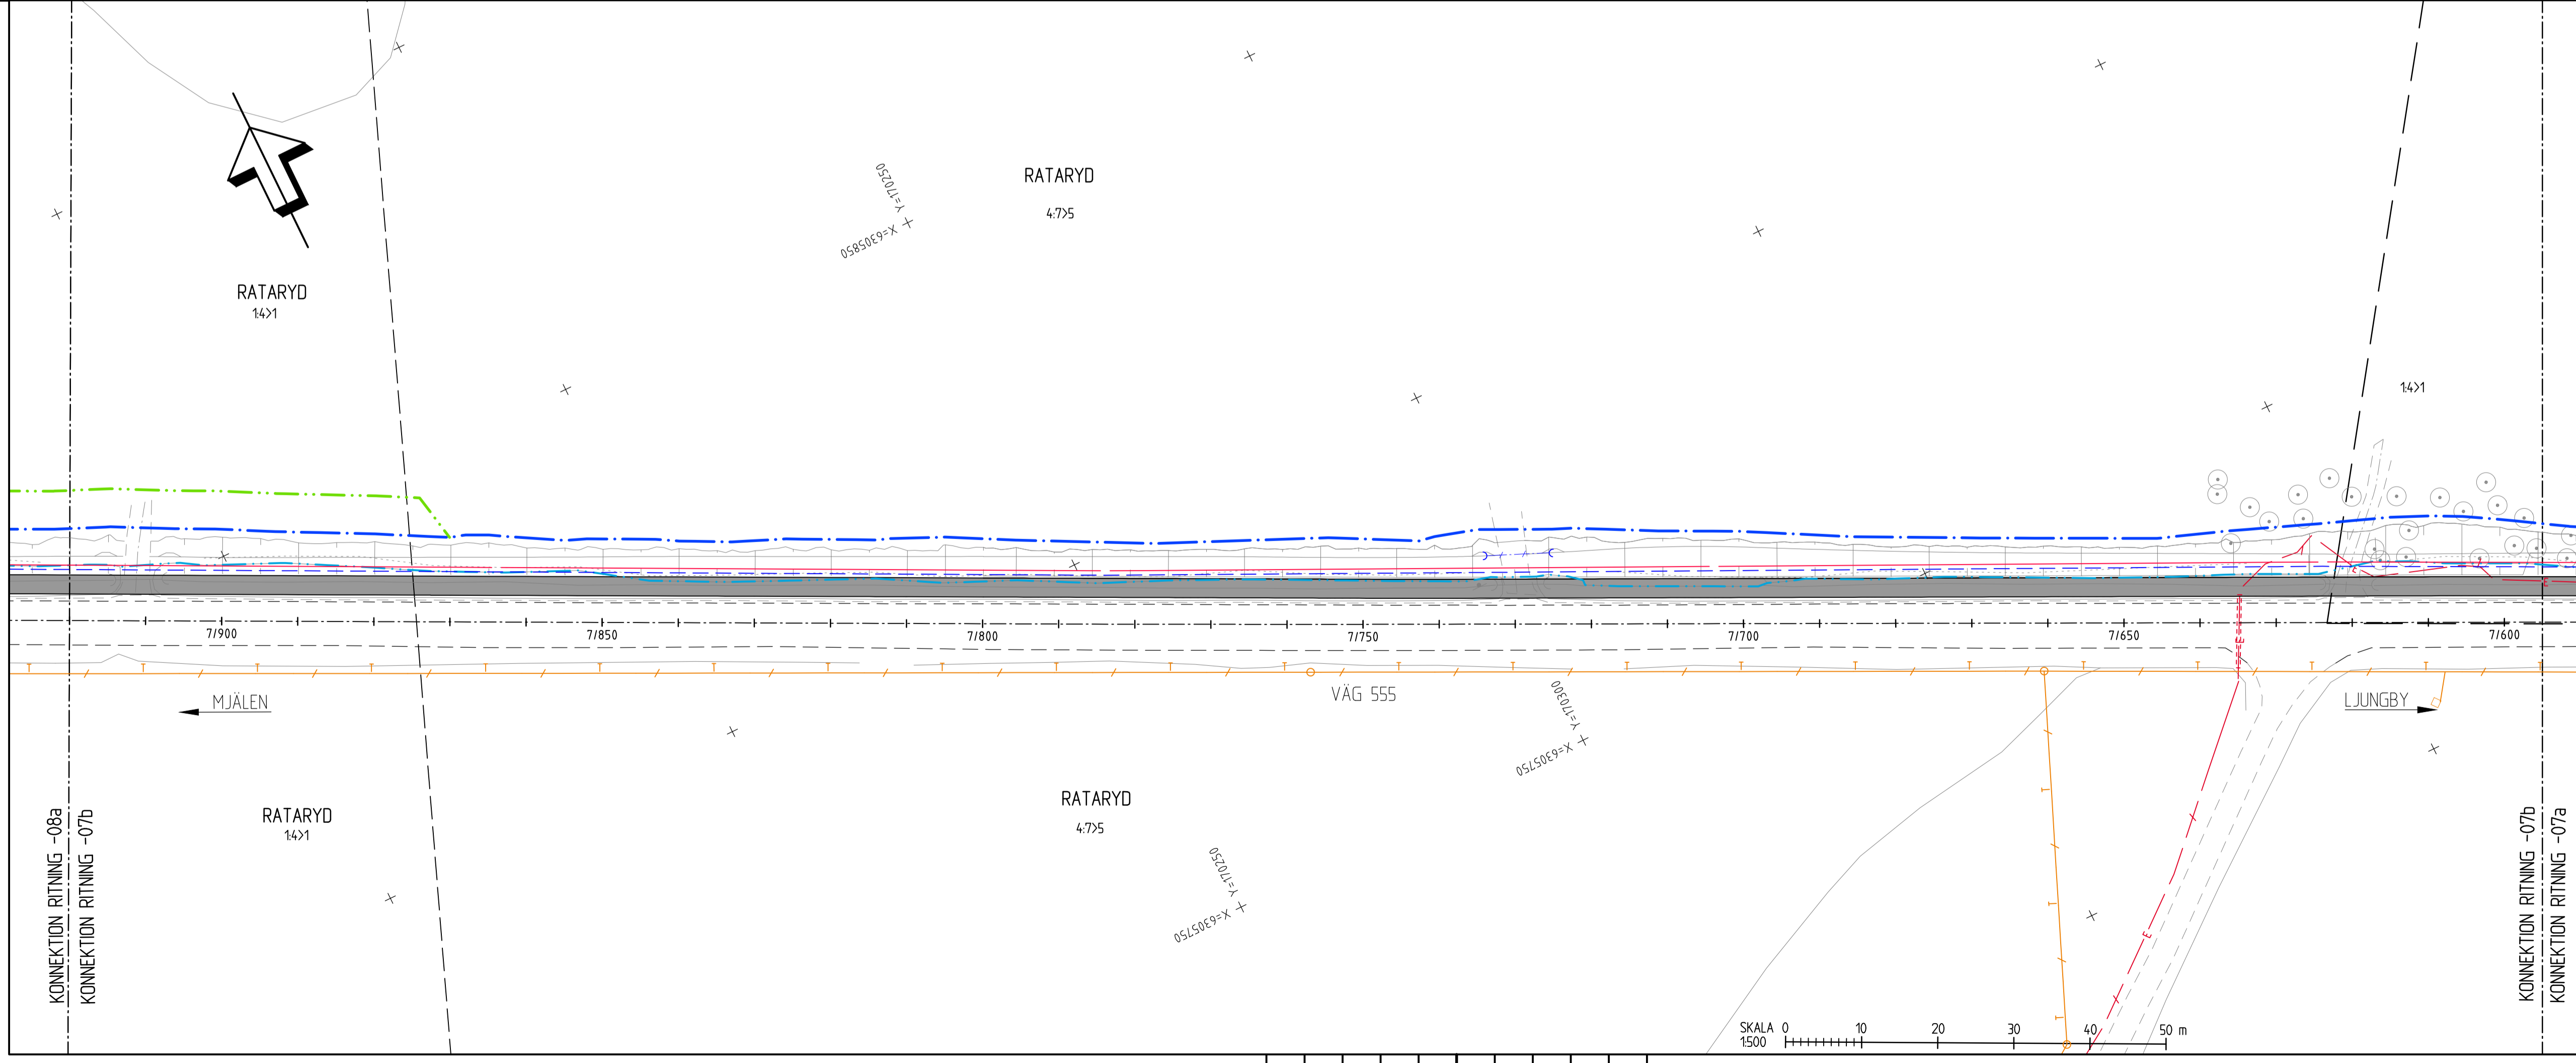 Y=170250
X=6305850
RATARYD
4:7>5
RATARYD
1:4>1
1:4>1
7/900
7/850
7/800
7/750
7/700
7/650
7/600
MJÄLEN
VÄG 555
LJUNGBY
Y=170300
X=6305750
RATARYD
4:7>5
RATARYD
1:4>1
Y=170250
X=6305750
KONNEKTION RITNING -08a
KONNEKTION RITNING -07b
KONNEKTION RITNING -07b
KONNEKTION RITNING -07a
SKALA 0 10 20 30 40 50 m
1:500